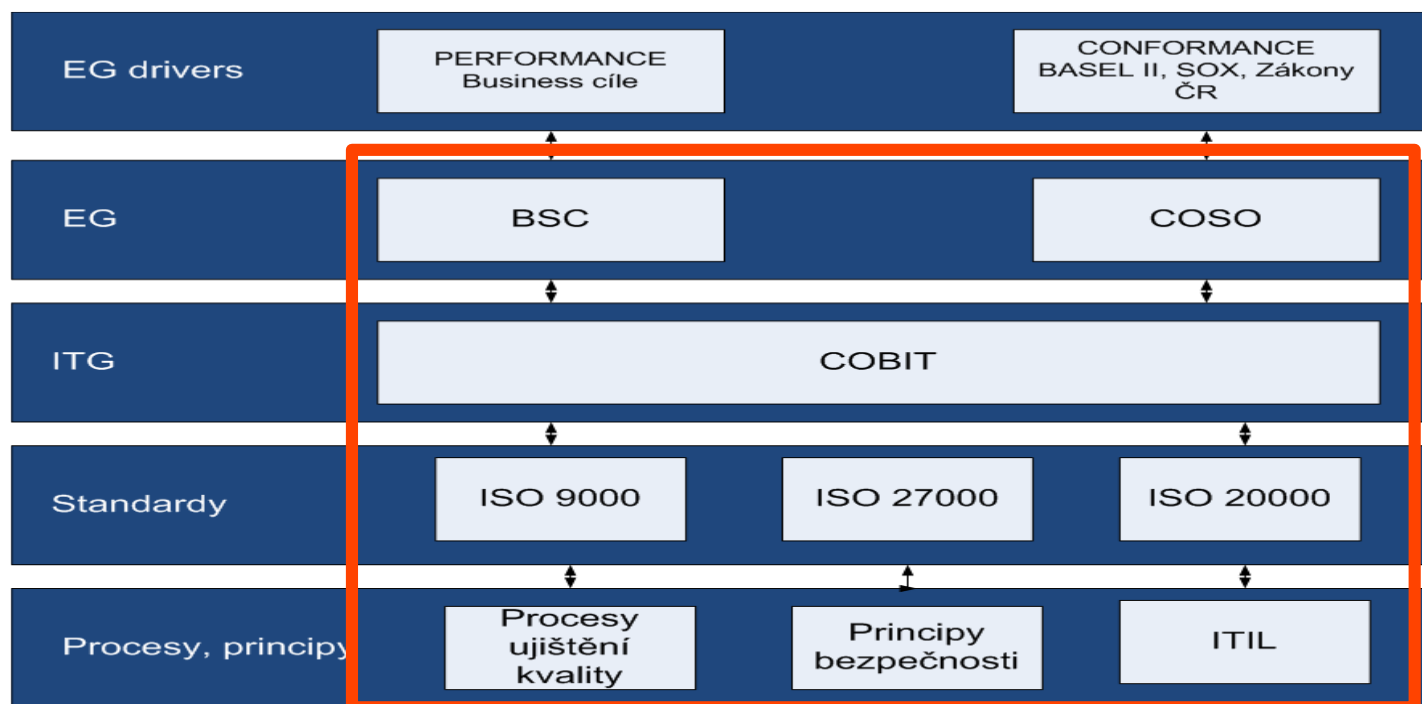 EG drivers
PERFORMANCE
Business cíle
CONFORMANCE
BASEL II, SOX, Zákony
ČR
EG
BSC
COSO
ITG
COBIT
Standardy
ISO 9000
ISO 27000
ISO 20000
Procesy, principy
Procesy
ujištění
kvality
Principy
bezpečnosti
ITIL